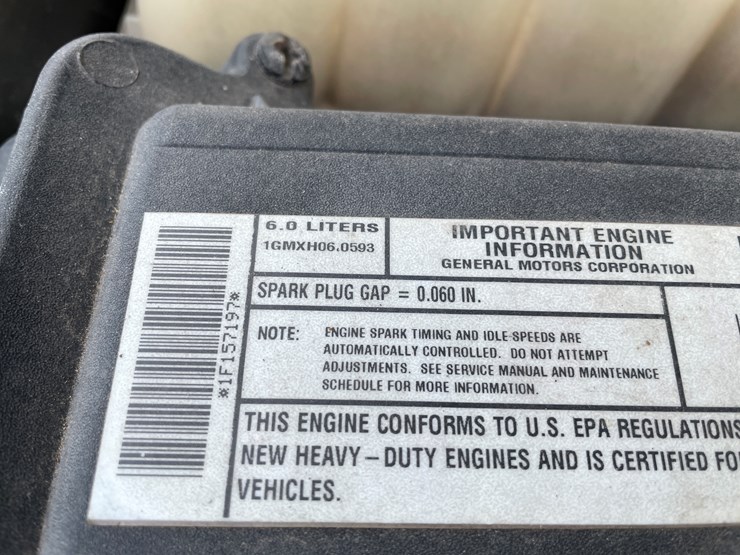 6.0 LITERS
1GMXH06.0593
IMPORTANT ENGINE
INFORMATION
GENERAL MOTORS CORPORATION
SPARK PLUG GAP = 0.060 IN.
NOTE: ENGINE SPARK TIMING AND IDLE SPEEDS ARE
AUTOMATICALLY CONTROLLED. DO NOT ATTEMPT
ADJUSTMENTS. SEE SERVICE MANUAL AND MAINTENANCE
SCHEDULE FOR MORE INFORMATION.
THIS ENGINE CONFORMS TO U.S. EPA REGULATIONS
NEW HEAVY-DUTY ENGINES AND IS CERTIFIED FO
VEHICLES.
*1F157197*